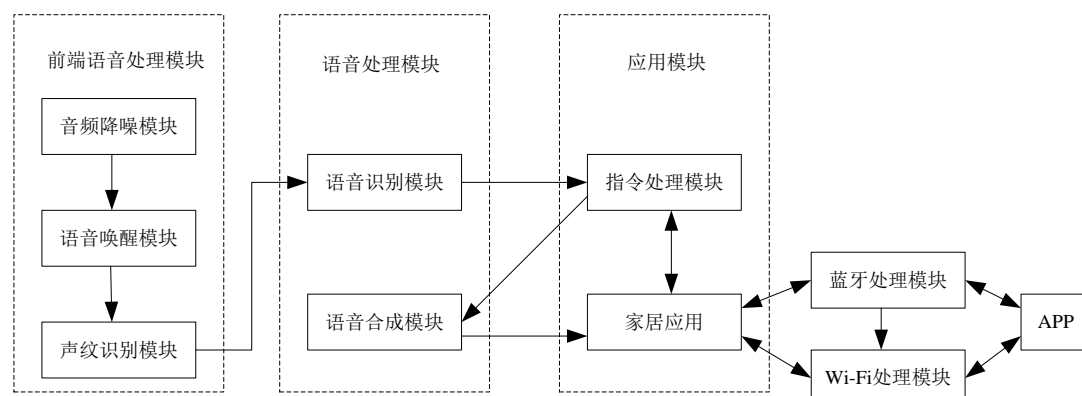 前端语音处理模块
音频降噪模块
语音唤醒模块
声纹识别模块
语音处理模块
语音识别模块
语音合成模块
应用模块
指令处理模块
家居应用
蓝牙处理模块
Wi-Fi处理模块
APP